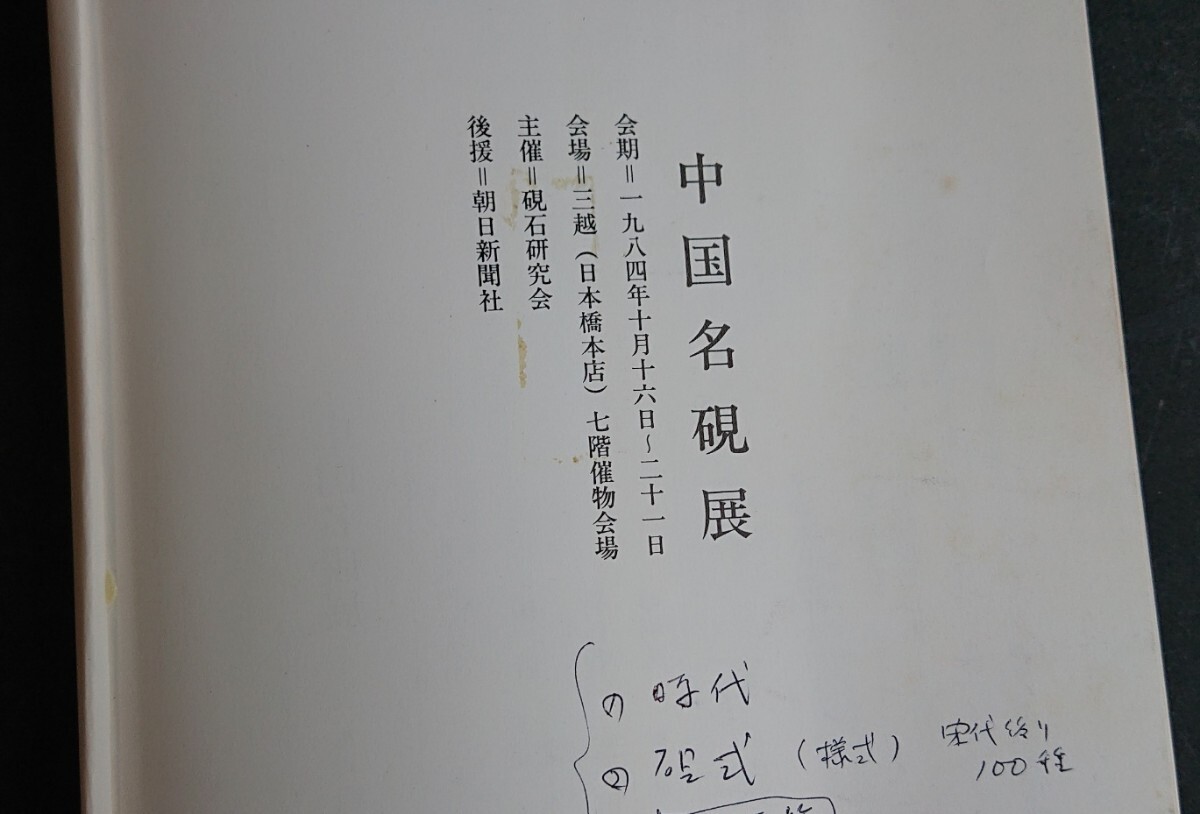 中国名硯展
会期＝一九八四年十月十六日～二十一日
会場＝三越（日本橋本店）七階催物会場
主催＝硯石研究会
後援＝朝日新聞社
(1) 時代
(2) 硯式 （様式） 宋代終り
100種